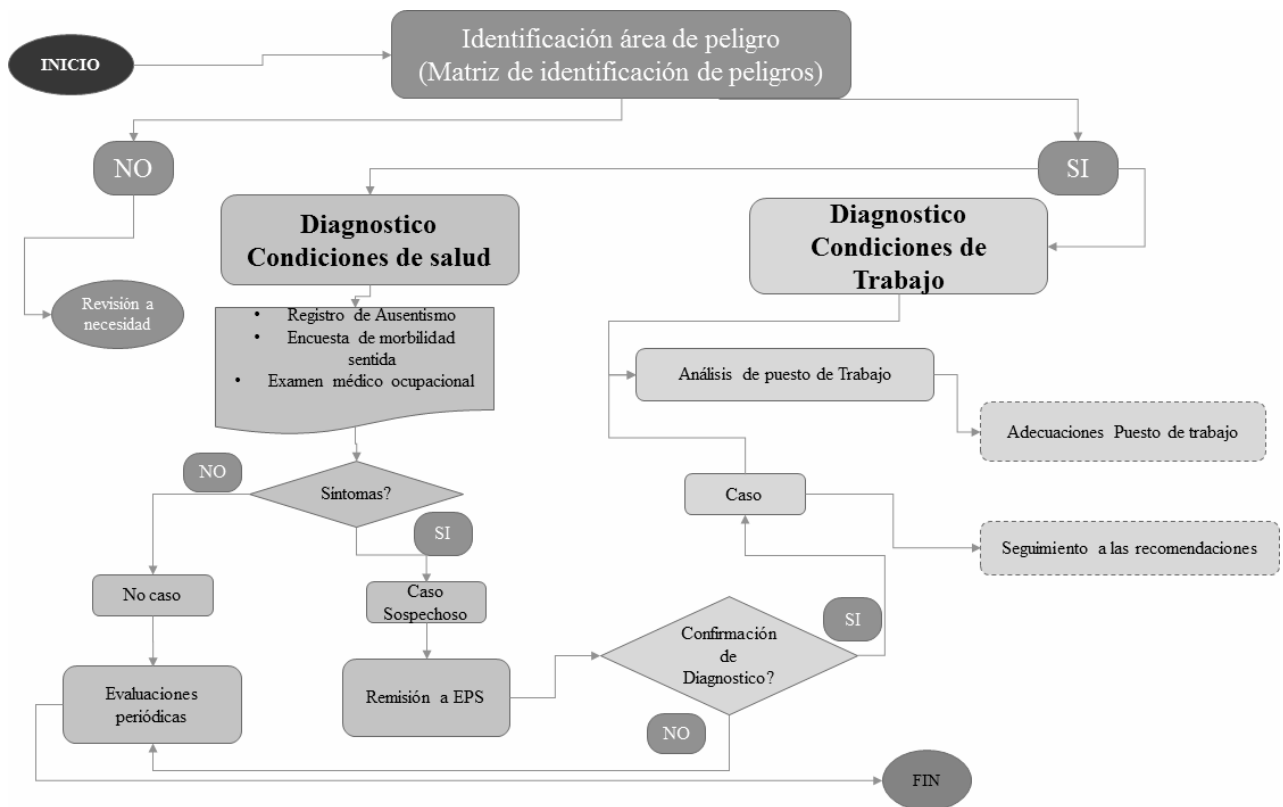 INICIO
Identificación área de peligro
(Matriz de identificación de peligros)
NO
SI
Diagnostico
Condiciones de salud
Diagnostico
Condiciones de
Trabajo
Revisión a
necesidad
• Registro de Ausentismo
• Encuesta de morbilidad
sentida
• Examen médico ocupacional
Análisis de puesto de Trabajo
Adecuaciones Puesto de trabajo
NO
Síntomas?
SI
Caso
Seguimiento a las recomendaciones
No caso
Caso
Sospechoso
Confirmación
de
Diagnostico?
SI
Evaluaciones
periódicas
Remisión a EPS
NO
FIN